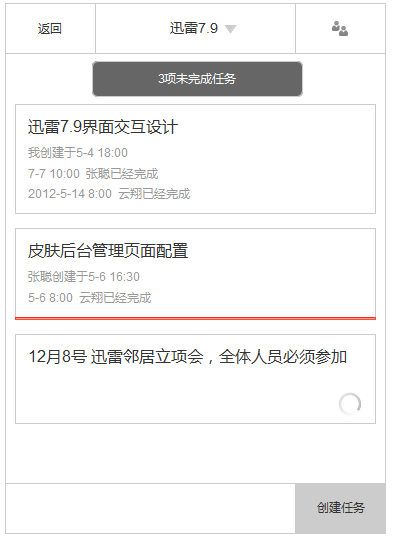 返回
迅雷7.9
3项未完成任务
迅雷7.9界面交互设计
我创建于5-4 18:00
7-7 10:00 张聪已经完成
2012-5-14 8:00 云翔已经完成
皮肤后台管理页面配置
张聪创建于5-6 16:30
5-6 8:00 云翔已经完成
12月8号 迅雷邻居立项会，全体人员必须参加
创建任务